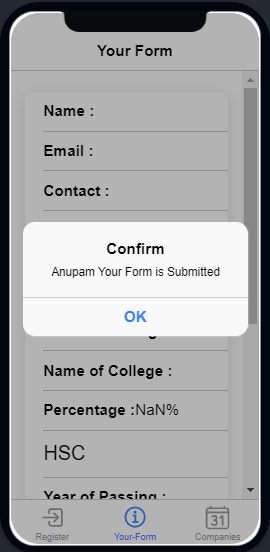 Your Form
Name :
Email :
Contact :
Confirm
Anupam Your Form is Submitted
OK
Name of College :
Percentage :NaN%
HSC
Year of Passing :
Register
Your-Form
31
Companies